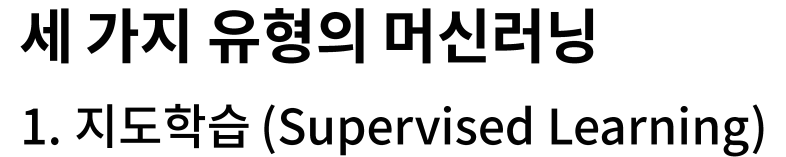 세 가지 유형의 머신러닝
1. 지도학습 (Supervised Learning)